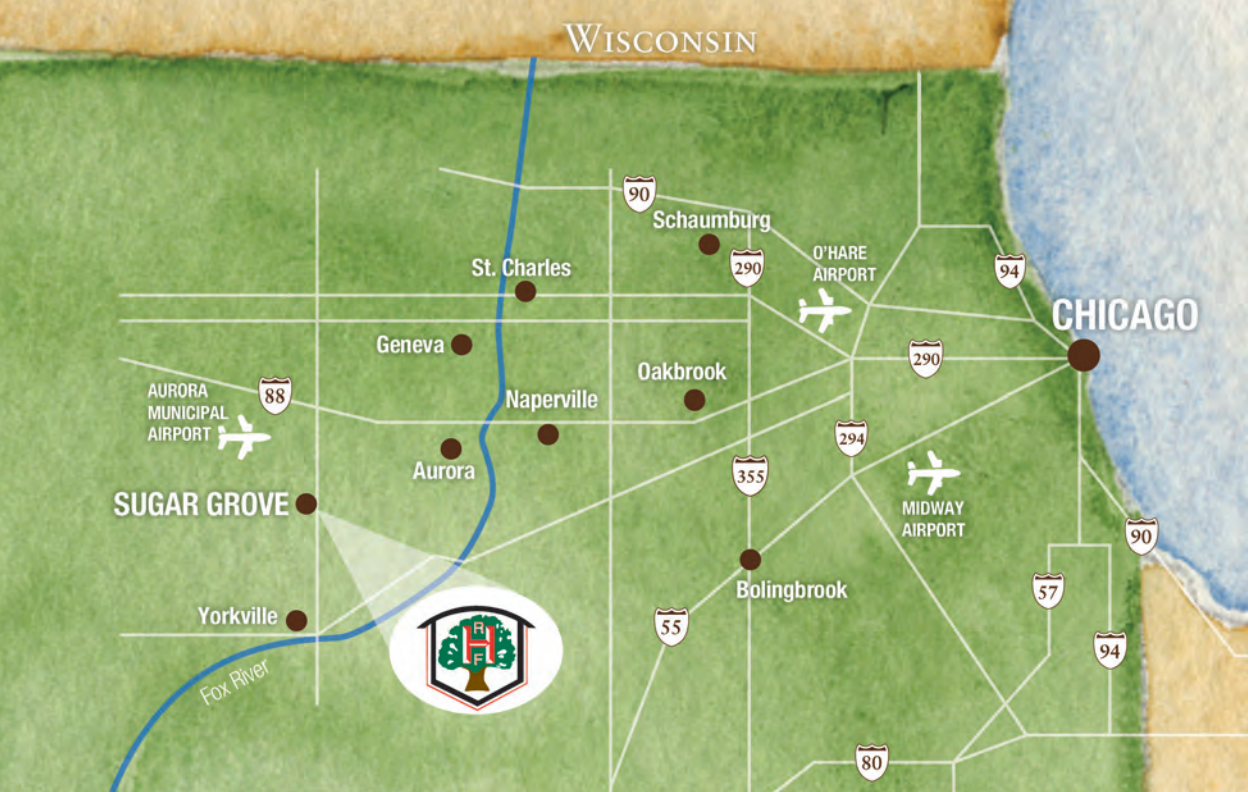 WISCONSIN
90
Schaumburg
O'HARE
AIRPORT
290
94
St. Charles
CHICAGO
Geneva
290
Oakbrook
AURORA
MUNICIPAL
AIRPORT
88
Naperville
294
Aurora
355
SUGAR GROVE
MIDWAY
AIRPORT
90
Bolingbrook
57
Yorkville
55
R
H
F
94
Fox River
80